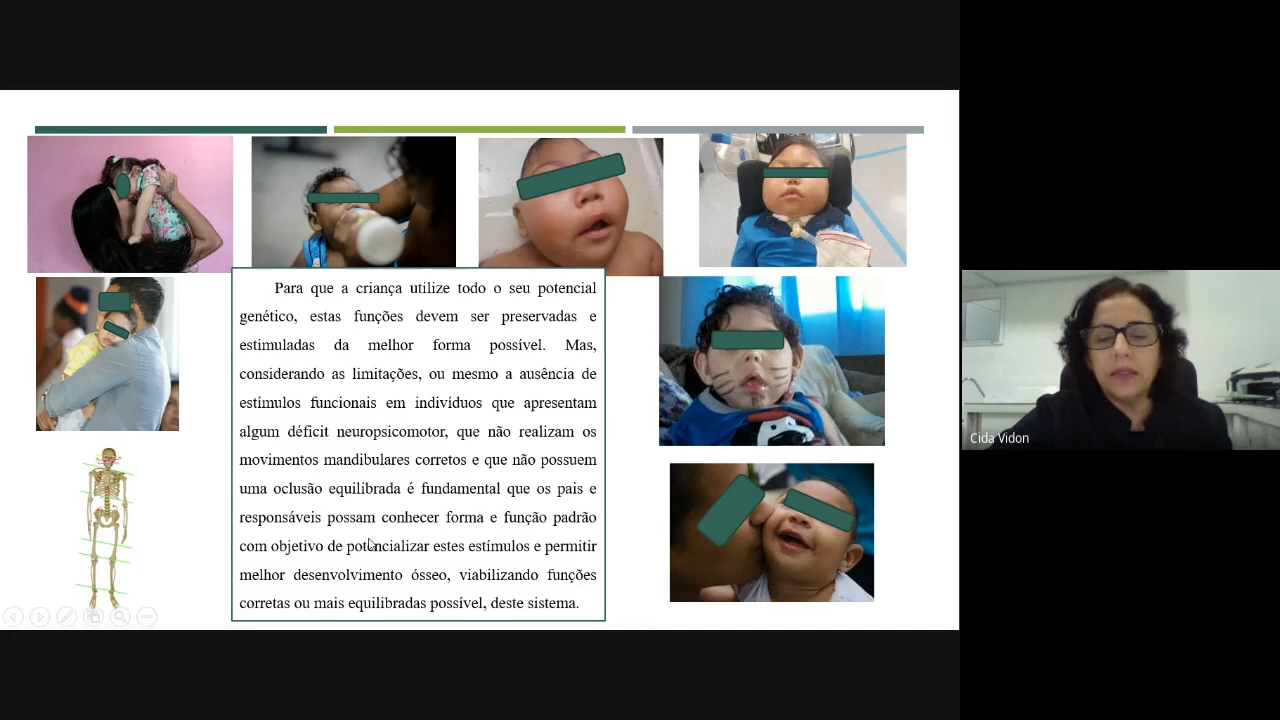 Para que a criança utilize todo o seu potencial
genético, estas funções devem ser preservadas e
estimuladas da melhor forma possível. Mas,
considerando as limitações, ou mesmo a ausência de
estímulos funcionais em indivíduos que apresentam
algum déficit neuropsicomotor, que não realizam os
movimentos mandibulares corretos e que não possuem
uma oclusão equilibrada é fundamental que os pais e
responsáveis possam conhecer forma e função padrão
com objetivo de potencializar estes estímulos e permitir
melhor desenvolvimento ósseo, viabilizando funções
corretas ou mais equilibradas possível, deste sistema.
Cida Vidon